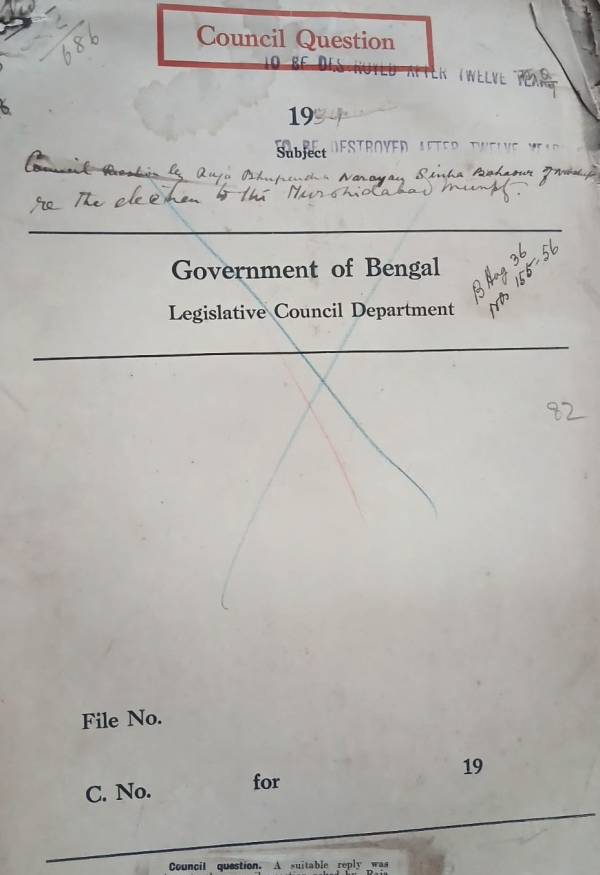 686
Council Question
TO BE DESTROYED AFTER TWELVE YEARS
19
TO BE DESTROYED AFTER TWELVE YEAR
Subject
Council Question by Raja Bhupendra Narayan Sinha Bahadur of
re the election to the Murshidabad
Government of Bengal
Legislative Council Department
B Aug 36
Nos 155-56
82
File No.
C. No. for 19
Council question. A suitable reply was